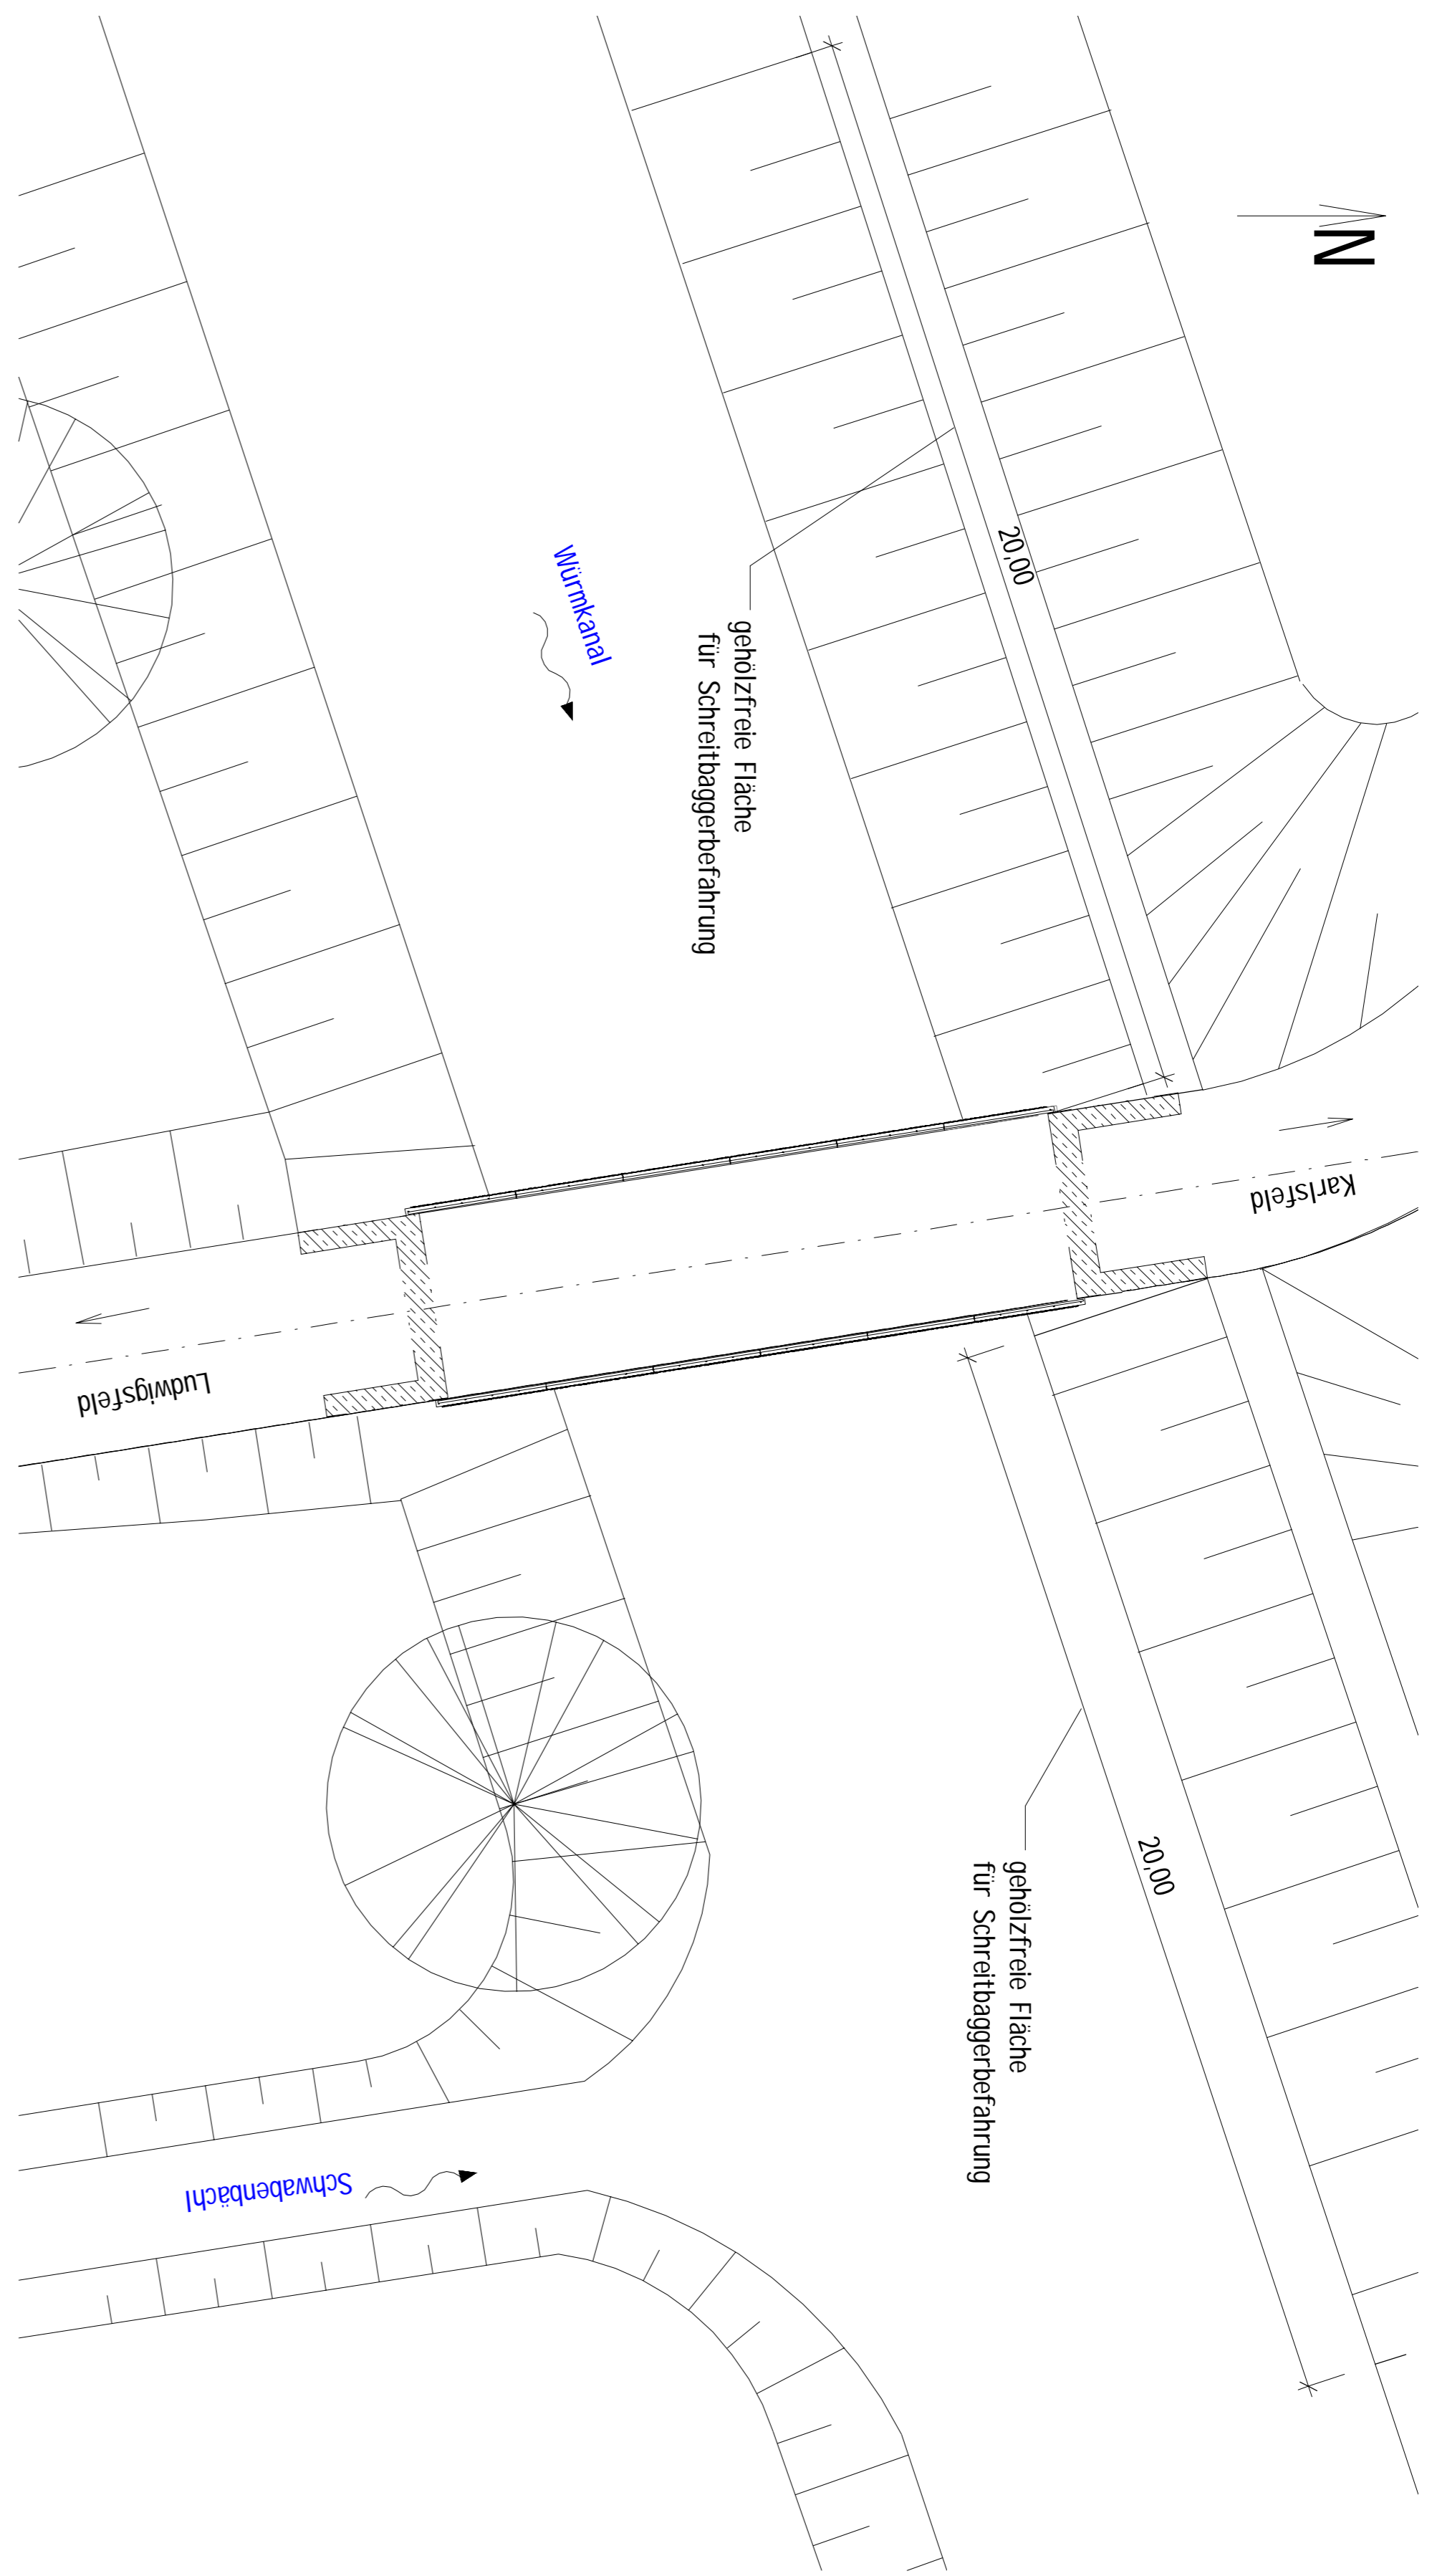 N
20,00
Würmkanal
gehölzfreie Fläche
für Schreitbaggerbefahrung
Karlsfeld
Ludwigsfeld
20,00
gehölzfreie Fläche
für Schreitbaggerbefahrung
Schwabenbächl